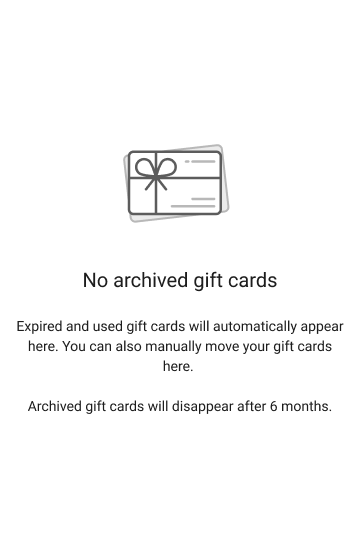 No archived gift cards
Expired and used gift cards will automatically appear
here. You can also manually move your gift cards
here.
Archived gift cards will disappear after 6 months.